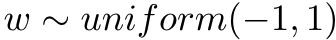 w ∼ uniform(−1, 1)